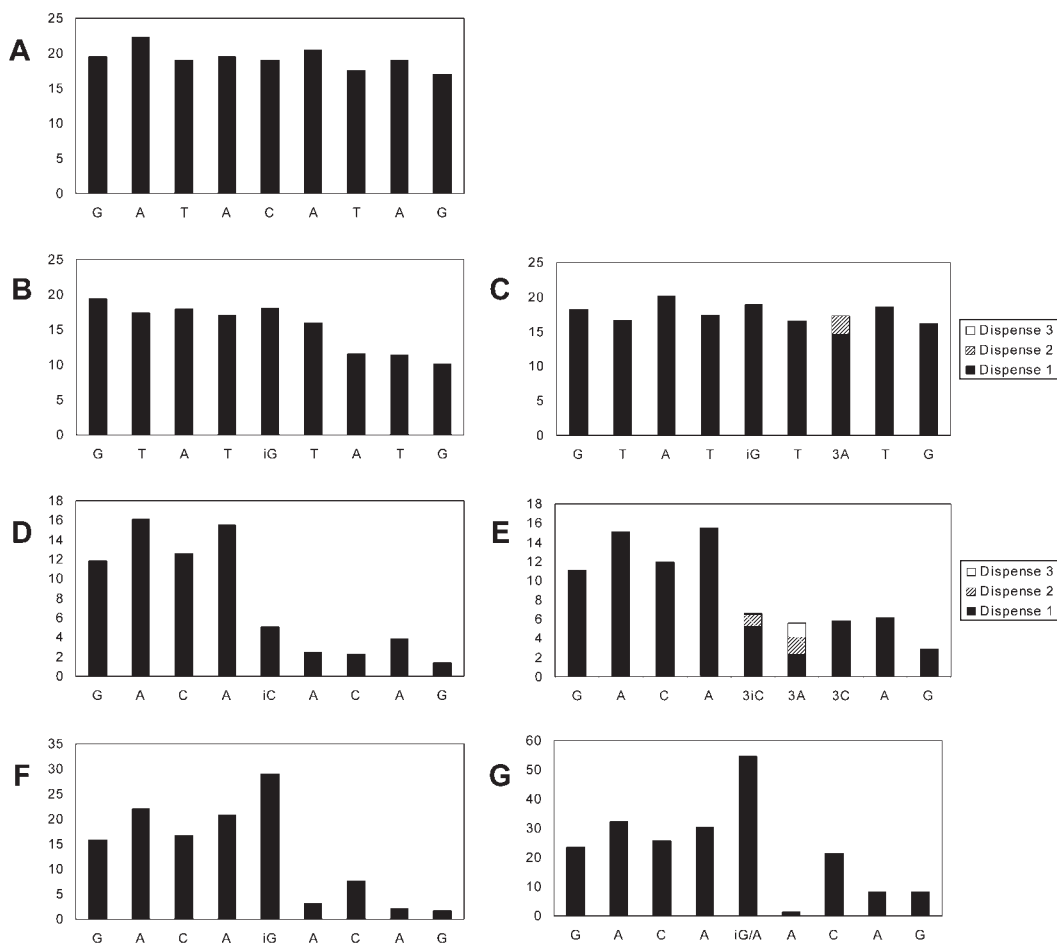 A
25
20
15
10
5
0
G A T A C A T A G
B
25
20
15
10
5
0
G T A T iG T A T G
C
25
20
15
10
5
0
G T A T iG T 3A T G
Dispense 3
Dispense 2
Dispense 1
D
18
16
14
12
10
8
6
4
2
0
G A C A iC A C A G
E
18
16
14
12
10
8
6
4
2
0
G A C A 3iC 3A 3C A G
Dispense 3
Dispense 2
Dispense 1
F
35
30
25
20
15
10
5
0
G A C A iG A C A G
G
60
50
40
30
20
10
0
G A C A iG/A A C A G